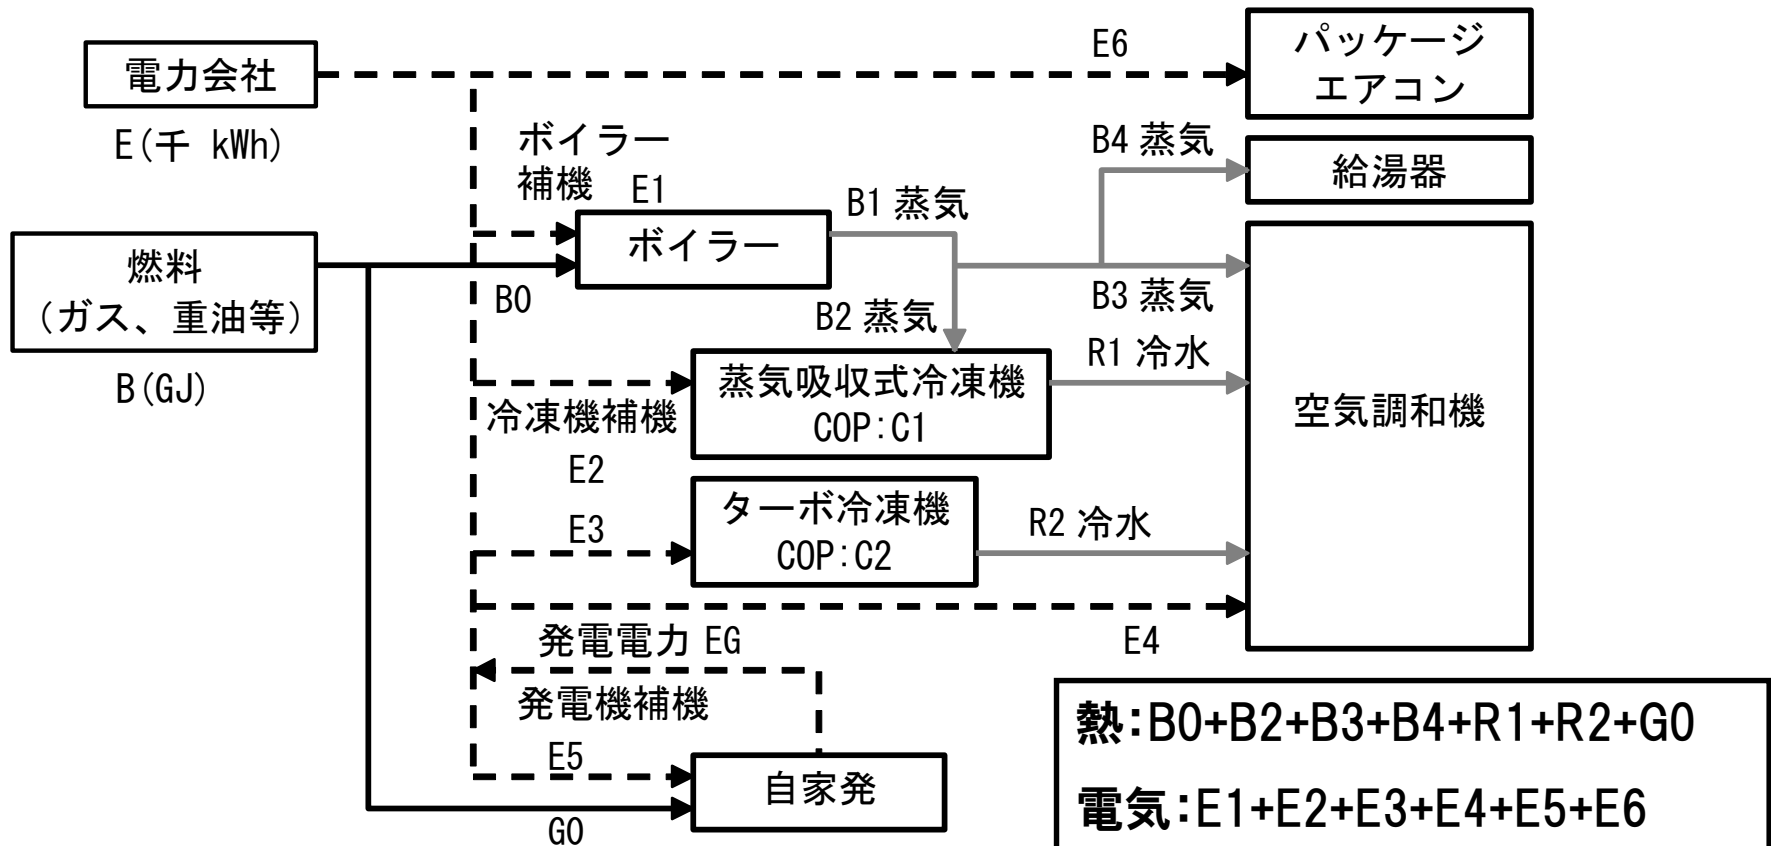 電力会社
E(千 kWh)
燃料
(ガス、重油等)
B(GJ)
ボイラー
補機
E1
ボイラー
B0
B1 蒸気
B2 蒸気
B3 蒸気
B4 蒸気
E6
パッケージ
エアコン
給湯器
空気調和機
冷凍機補機
E2
蒸気吸収式冷凍機
COP:C1
R1 冷水
E3
ターボ冷凍機
COP:C2
R2 冷水
E4
発電電力 EG
発電機補機
E5
自家発
G0
熱:B0+B2+B3+B4+R1+R2+G0
電気:E1+E2+E3+E4+E5+E6